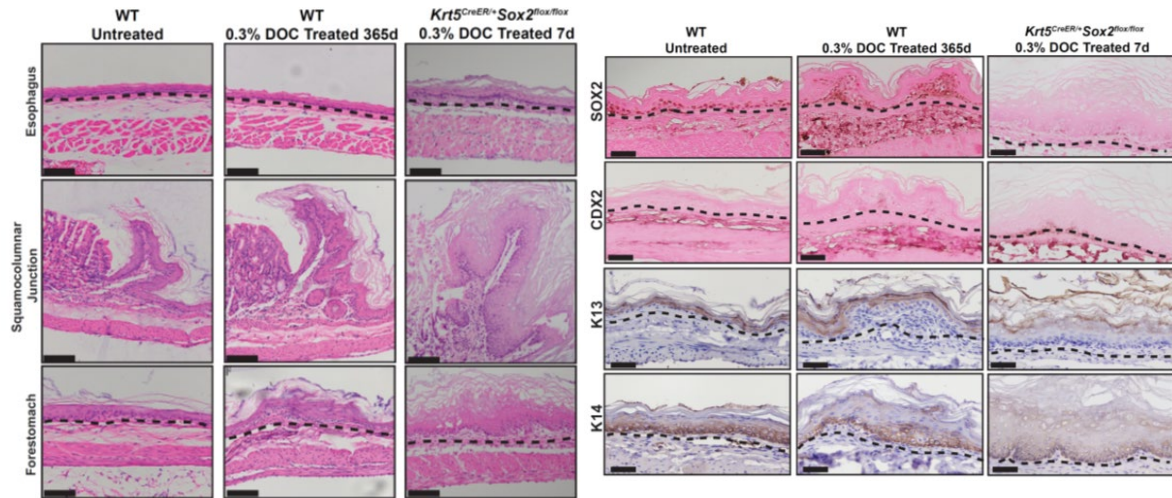 WT
Untreated
WT
0.3% DOC Treated 365d
Krt5CreER/+Sox2flox/flox
0.3% DOC Treated 7d
Esophagus
Squamocolumnar
Junction
Forestomach
WT
Untreated
WT
0.3% DOC Treated 365d
Krt5CreER/+Sox2flox/flox
0.3% DOC Treated 7d
SOX2
CDX2
K13
K14